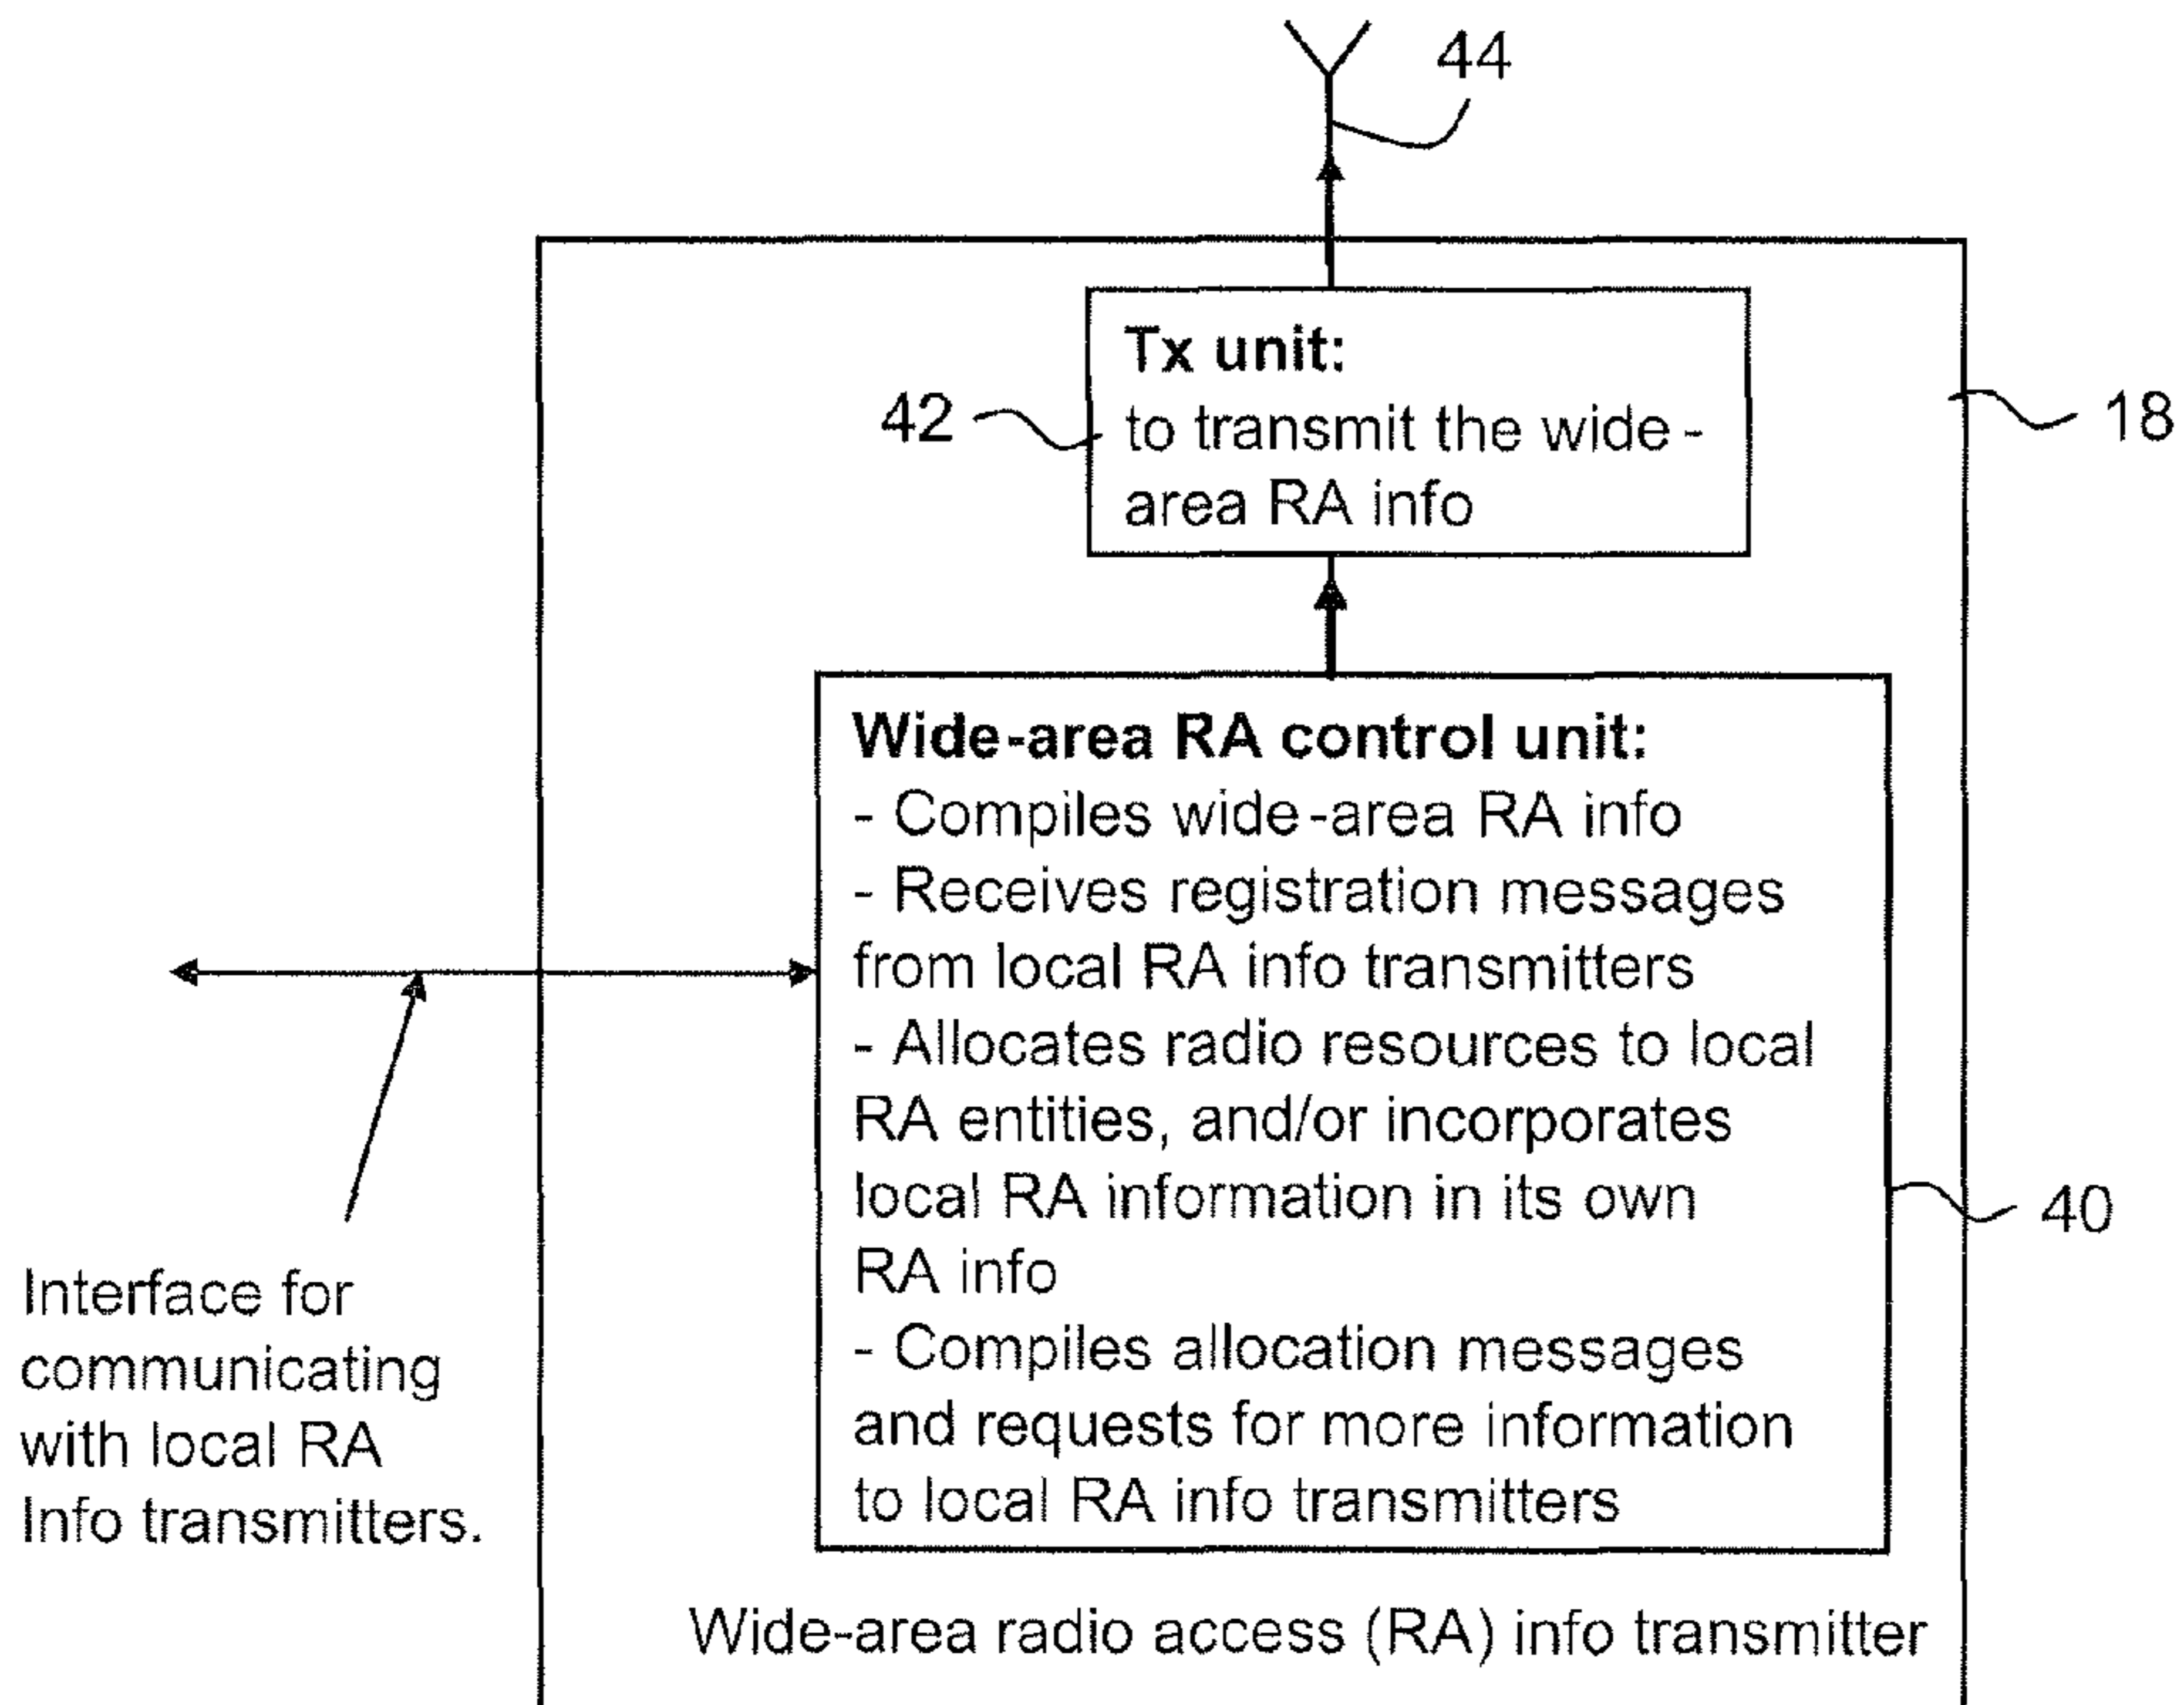 44
Tx unit:
to transmit the wide-
area RA info
42
18
Wide-area RA control unit:
- Compiles wide-area RA info
- Receives registration messages
from local RA info transmitters
- Allocates radio resources to local
RA entities, and/or incorporates
local RA information in its own
RA info
- Compiles allocation messages
and requests for more information
to local RA info transmitters
40
Interface for
communicating
with local RA
Info transmitters.
Wide-area radio access (RA) info transmitter